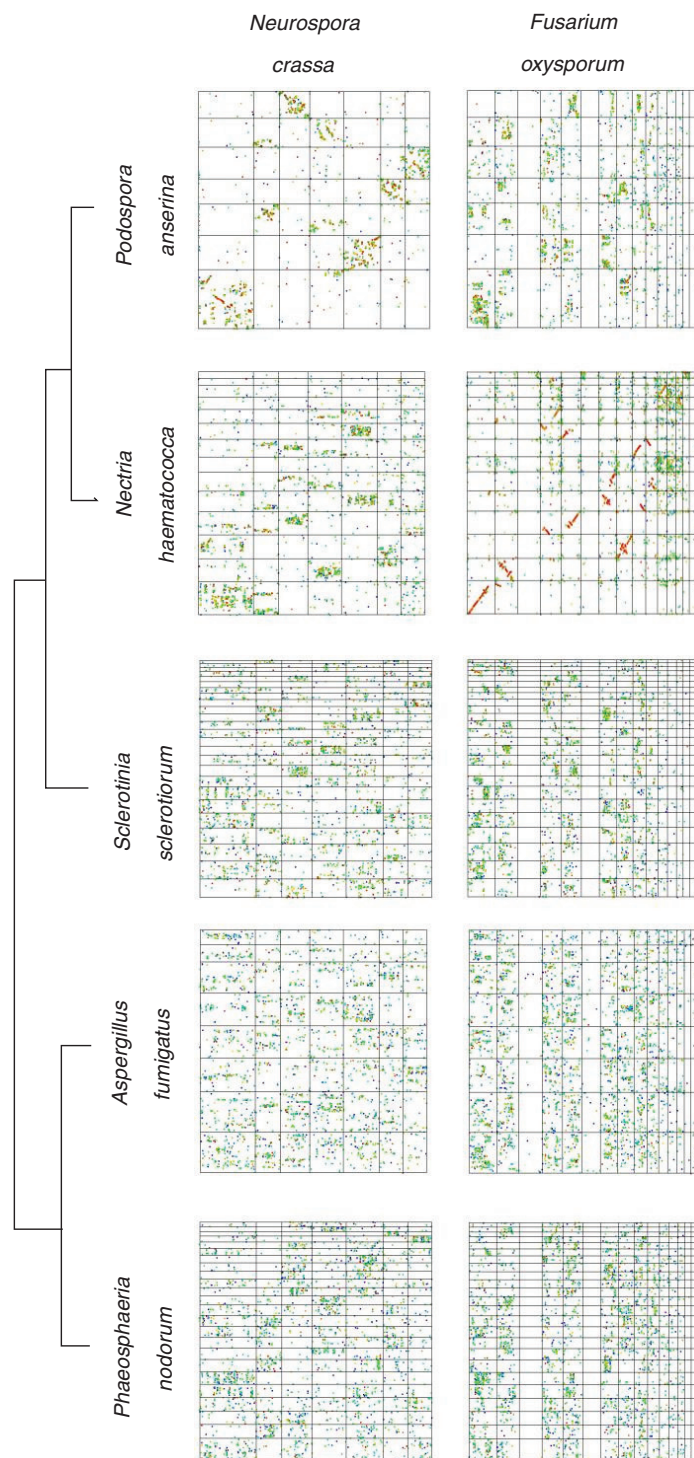 Neurospora
crassa
Fusarium
oxysporum
Podospora
anserina
Nectria
haematococca
Sclerotinia
sclerotiorum
Aspergillus
fumigatus
Phaeosphaeria
nodorum